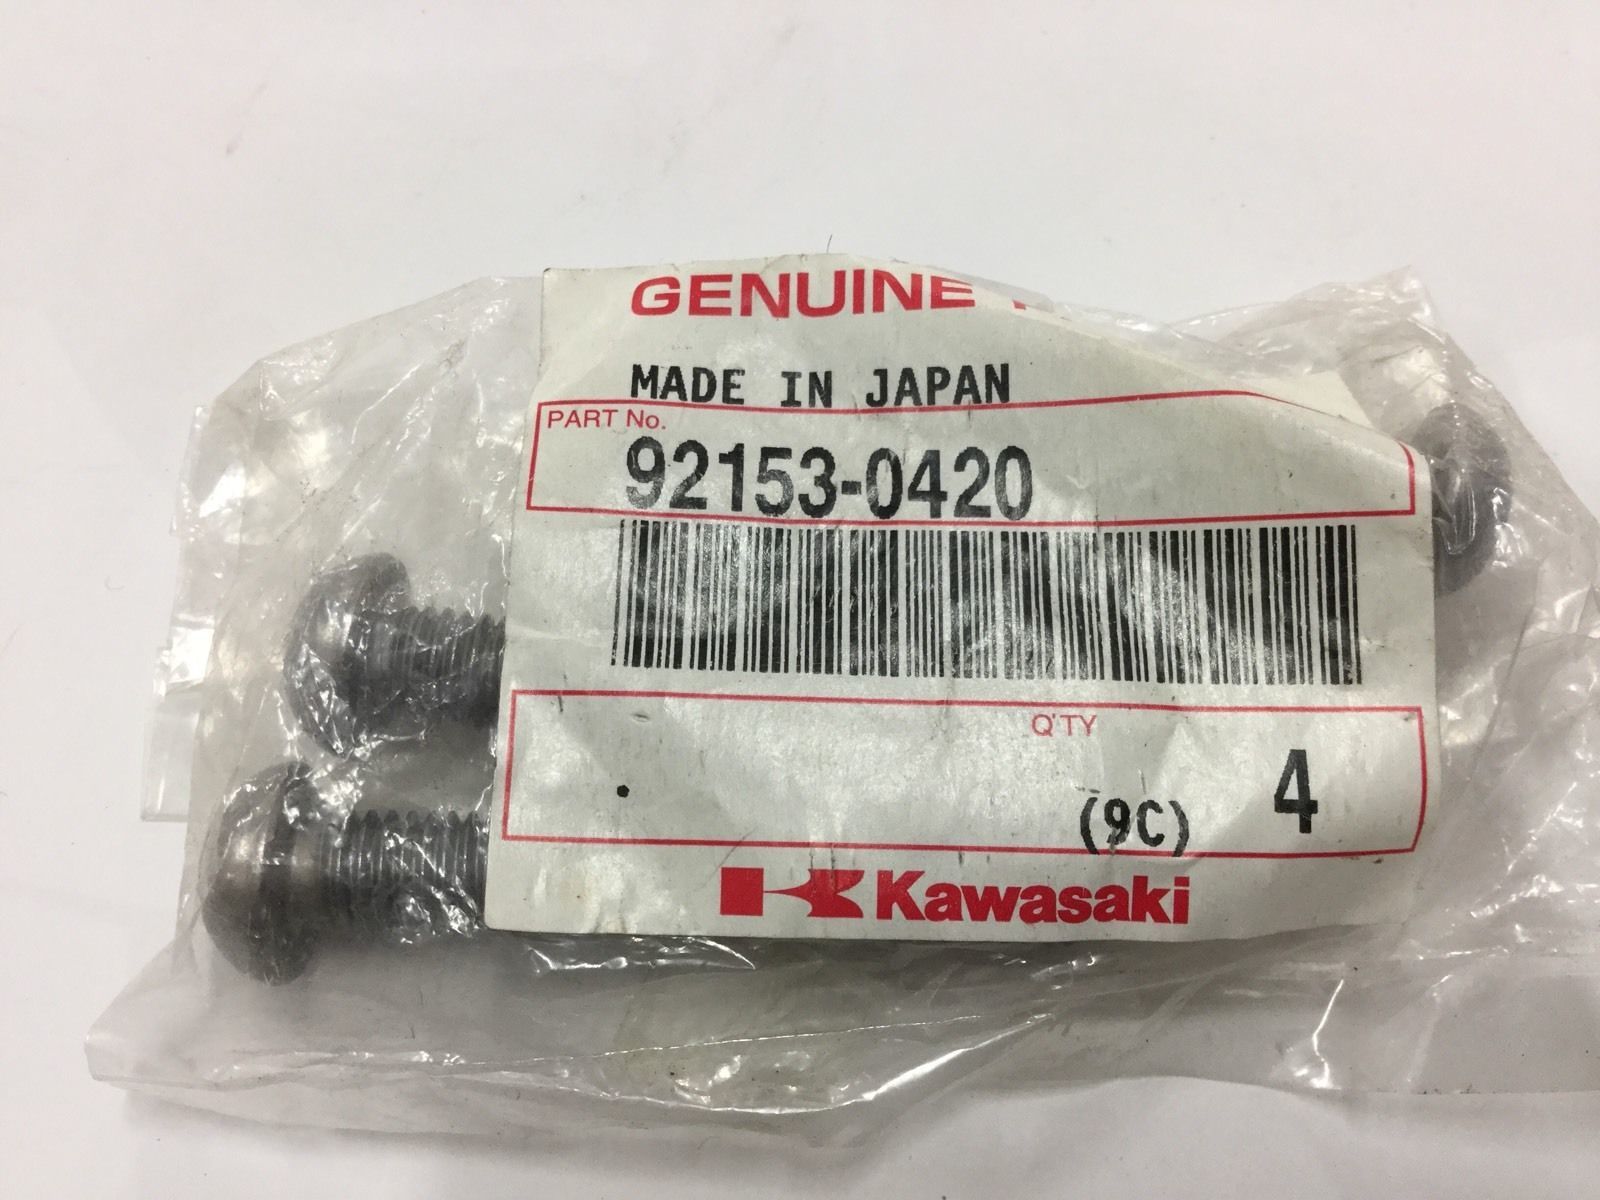 GENUINE
MADE IN JAPAN
PART No.
92153-0420
Q'TY
(9C) 4
Kawasaki